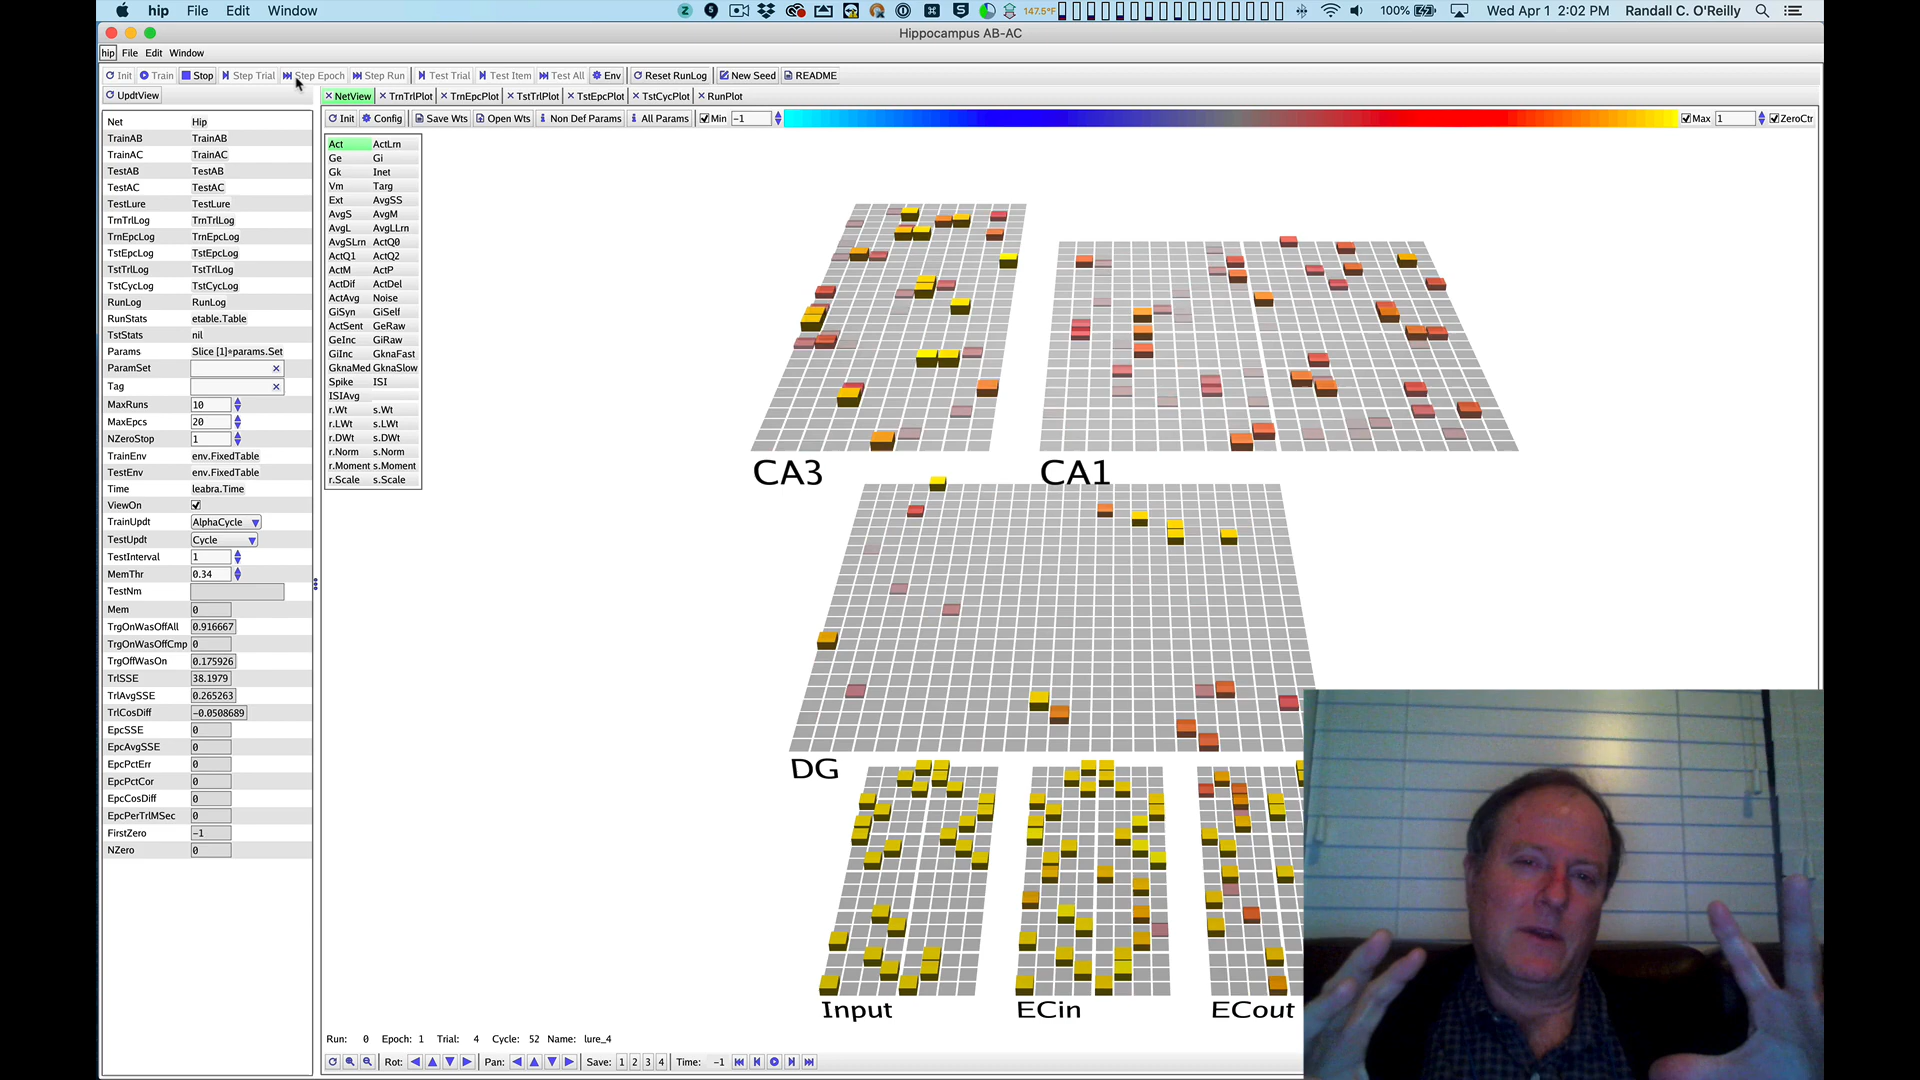 hip File Edit Window 147.5°F 100% Wed Apr 1 2:02 PM Randall C. O'Reilly
Hippocampus AB-AC
hip File Edit Window
Init Train Stop Step Trial Step Epoch Step Run Test Trial Test Item Test All Env Reset RunLog New Seed README
UpdtView
NetView TrnTrlPlot TrnEpcPlot TstTrlPlot TstEpcPlot TstCycPlot RunPlot
Init Config Save Wts Open Wts Non Def Params All Params Min -1 Max 1 ZeroCtr
Net Hip
TrainAB TrainAB
TrainAC TrainAC
TestAB TestAB
TestAC TestAC
TestLure TestLure
TrnTrlLog TrnTrlLog
TrnEpcLog TrnEpcLog
TstEpcLog TstEpcLog
TstTrlLog TstTrlLog
TstCycLog TstCycLog
RunLog RunLog
RunStats etable.Table
TstStats nil
Params Slice [1]*params.Set
ParamSet
Tag
MaxRuns 10
MaxEpcs 20
NZeroStop 1
TrainEnv env.FixedTable
TestEnv env.FixedTable
Time leabra.Time
ViewOn
TrainUpdt AlphaCycle
TestUpdt Cycle
TestInterval 1
MemThr 0.34
TestNm
Mem 0
TrgOnWasOffAll 0.916667
TrgOnWasOffCmp 0
TrgOffWasOn 0.175926
TrlSSE 38.1979
TrlAvgSSE 0.265263
TrlCosDiff -0.0508689
EpcSSE 0
EpcAvgSSE 0
EpcPctErr 0
EpcPctCor 0
EpcCosDiff 0
EpcPerTrlMSec 0
FirstZero -1
NZero 0
Act ActLrn
Ge Gi
Gk Inet
Vm Targ
Ext AvgSS
AvgS AvgM
AvgL AvgLLrn
AvgSLrn ActQ0
ActQ1 ActQ2
ActM ActP
ActDif ActDel
ActAvg Noise
GiSyn GiSelf
ActSent GeRaw
GeInc GiRaw
GiInc GknaFast
GknaMed GknaSlow
Spike ISI
ISIAvg
r.Wt s.Wt
r.LWt s.LWt
r.DWt s.DWt
r.Norm s.Norm
r.Moment s.Moment
r.Scale s.Scale
CA3 CA1
DG
Input ECin ECout
Run: 0 Epoch: 1 Trial: 4 Cycle: 52 Name: lure_4
Rot: Pan: Save: 1 2 3 4 Time: -1